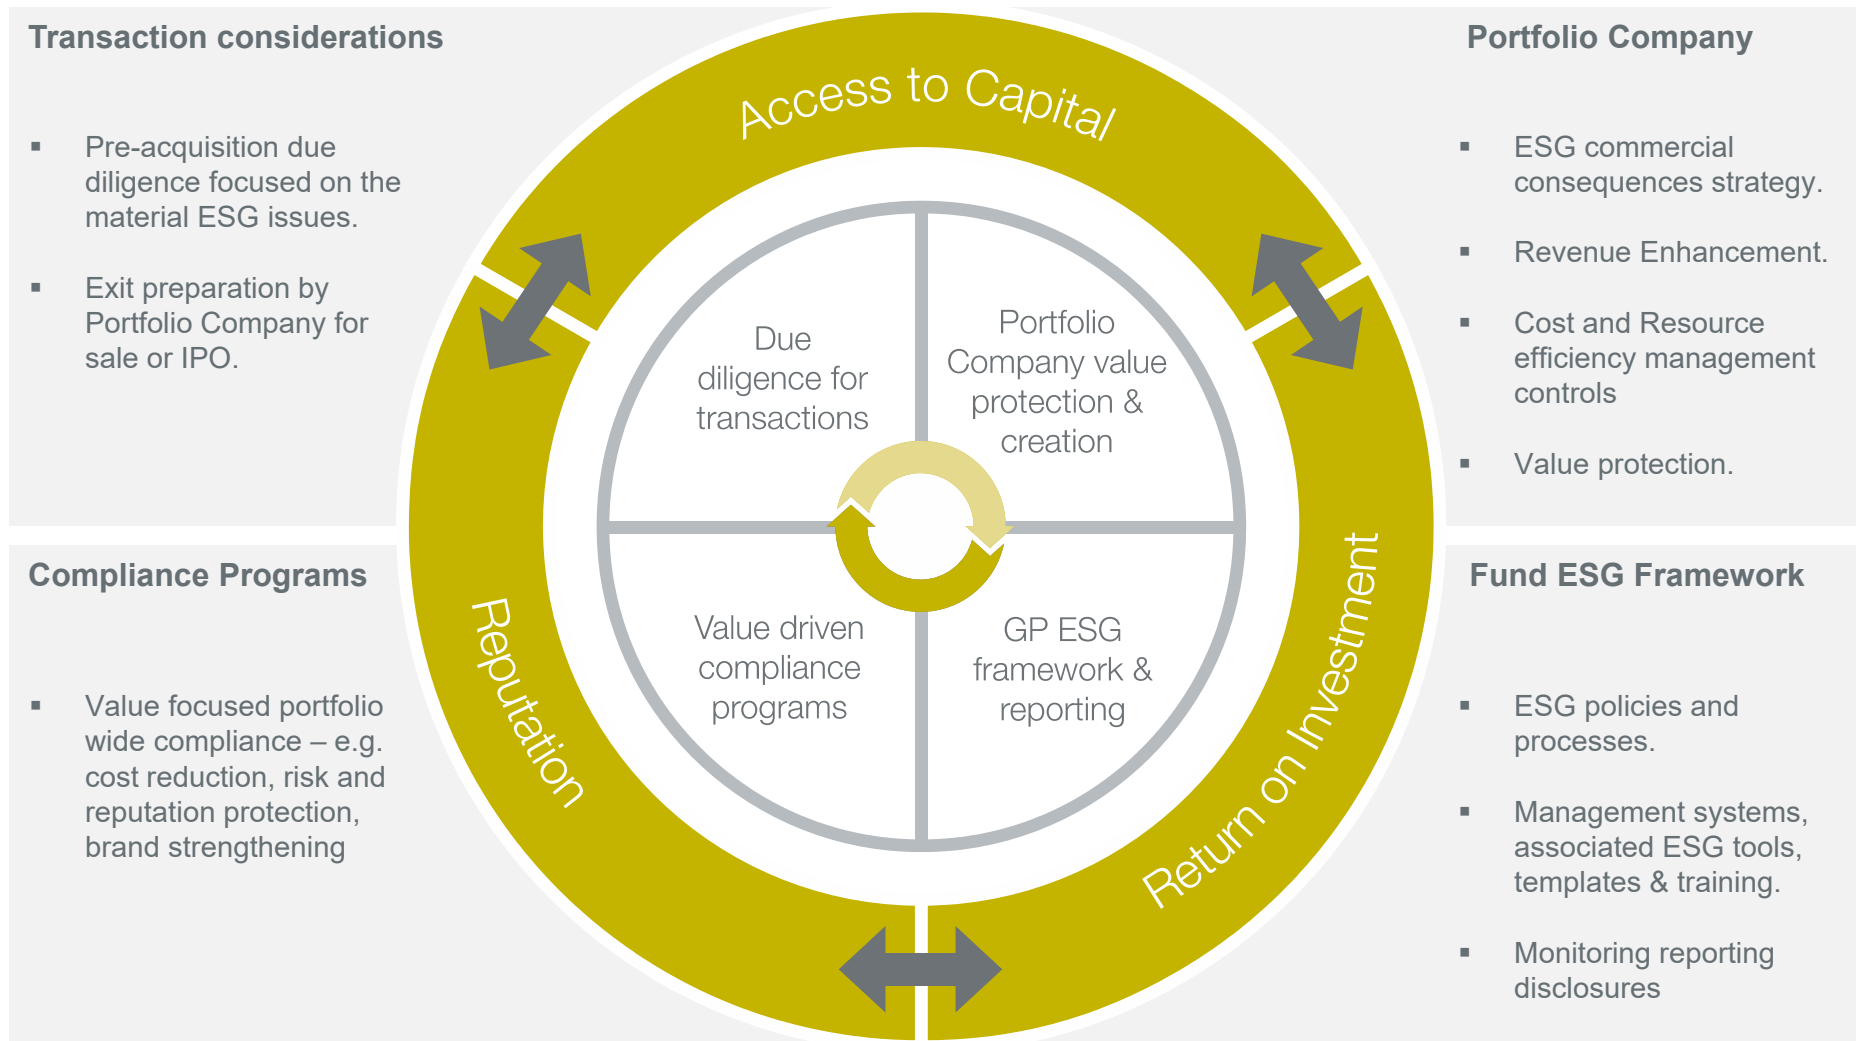 Transaction considerations
▪ Pre-acquisition due
diligence focused on the
material ESG issues.
▪ Exit preparation by
Portfolio Company for
sale or IPO.
Access to Capital
Portfolio Company
▪ ESG commercial
consequences strategy.
▪ Revenue Enhancement.
▪ Cost and Resource
efficiency management
controls
▪ Value protection.
Due
diligence for
transactions
Portfolio
Company value
protection &
creation
Value driven
compliance
programs
GP ESG
framework &
reporting
Reputation
Return on Investment
Compliance Programs
▪ Value focused portfolio
wide compliance – e.g.
cost reduction, risk and
reputation protection,
brand strengthening
Fund ESG Framework
▪ ESG policies and
processes.
▪ Management systems,
associated ESG tools,
templates & training.
▪ Monitoring reporting
disclosures